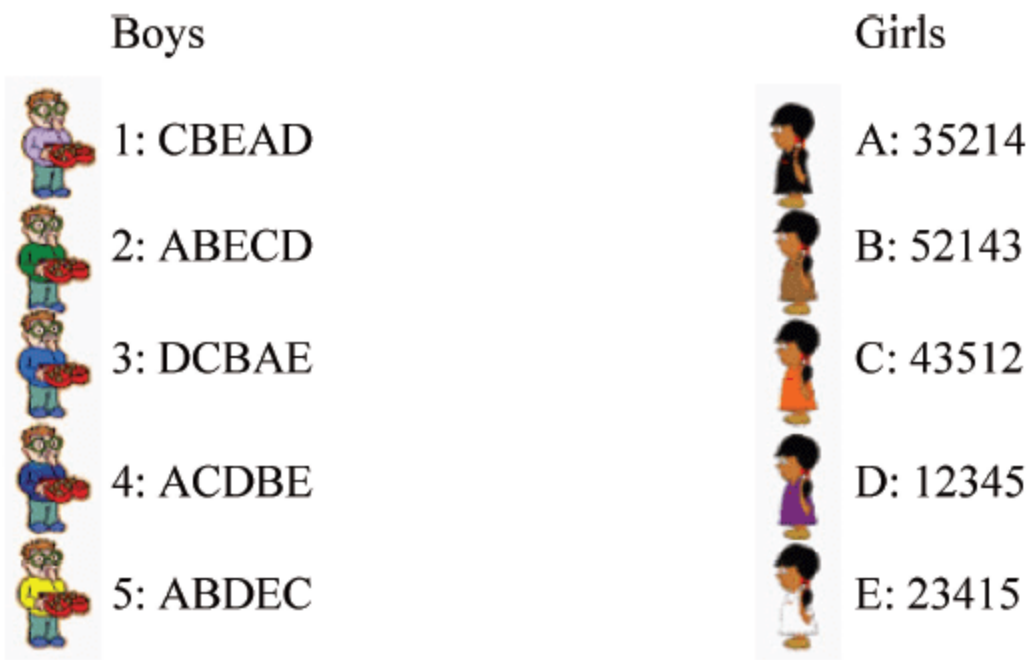 Boys
1: CBEAD
2: ABECD
3: DCBAE
4: ACDBE
5: ABDEC
Girls
A: 35214
B: 52143
C: 43512
D: 12345
E: 23415